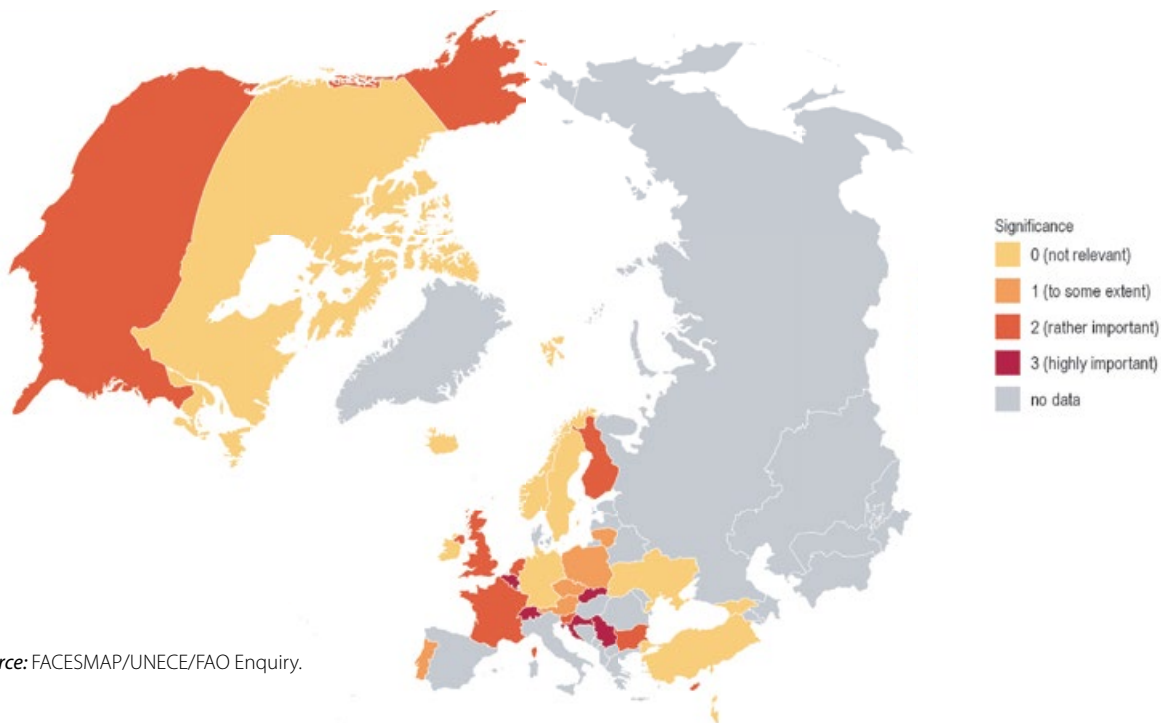 Significance
0 (not relevant)
1 (to some extent)
2 (rather important)
3 (highly important)
no data
rce: FACESMAP/UNECE/FAO Enquiry.